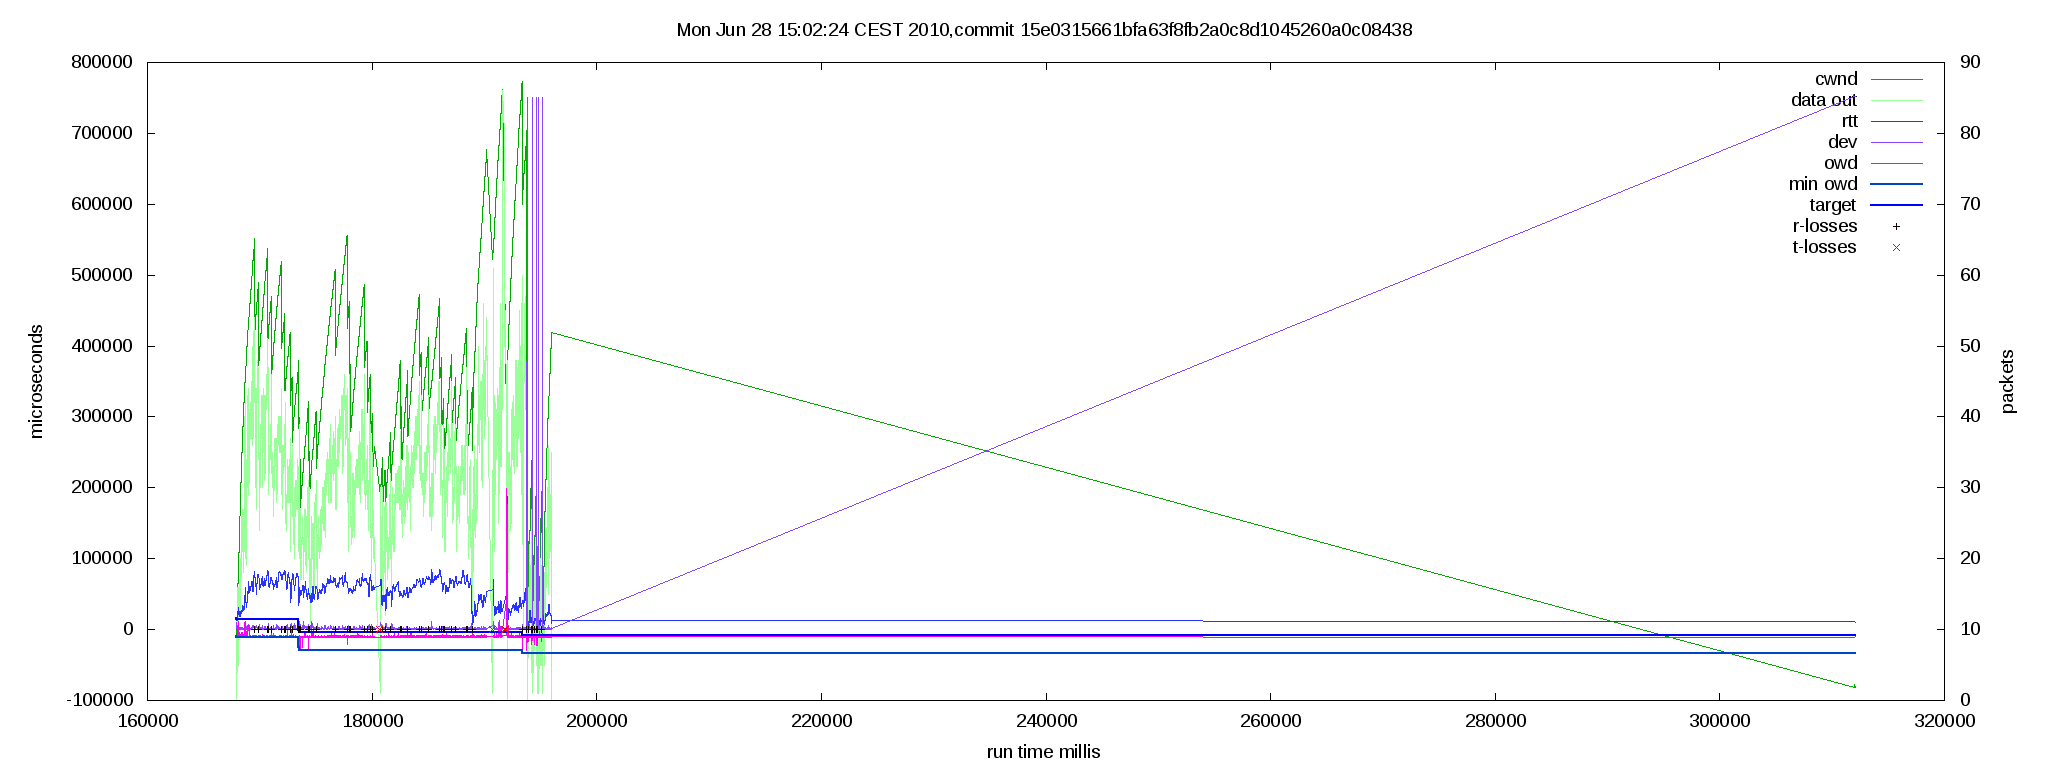 Mon Jun 28 15:02:24 CEST 2010,commit 15e0315661bfa63f8fb2a0c8d1045260a0c08438
800000
700000
600000
500000
400000
300000
200000
100000
0
-100000
microseconds
90
80
70
60
50
40
30
20
10
0
packets
cwnd
data out
rtt
dev
owd
min owd
target
r-losses
t-losses
160000 180000 200000 220000 240000 260000 280000 300000 320000
run time millis